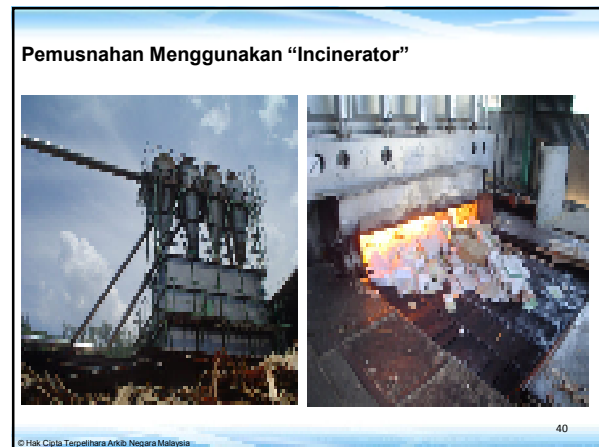 Pemusnahan Menggunakan “Incinerator”
40
© Hak Cipta Terpelihara Arkib Negara Malaysia